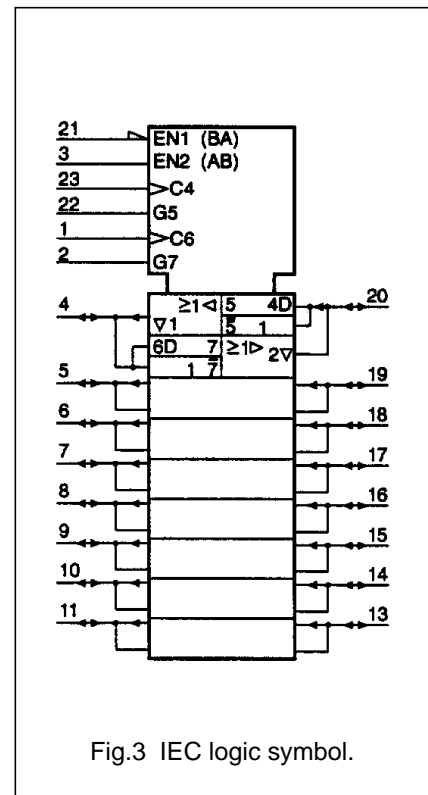 21 EN1 (BA)
3 EN2 (AB)
23 C4
22 G5
1 C6
2 G7
4 ≥1◁ 5 4D 20
▽1 5̅ 1
6D 7 ≥1▷ 2▽
1 7̅
5 19
6 18
7 17
8 16
9 15
10 14
11 13
Fig.3 IEC logic symbol.